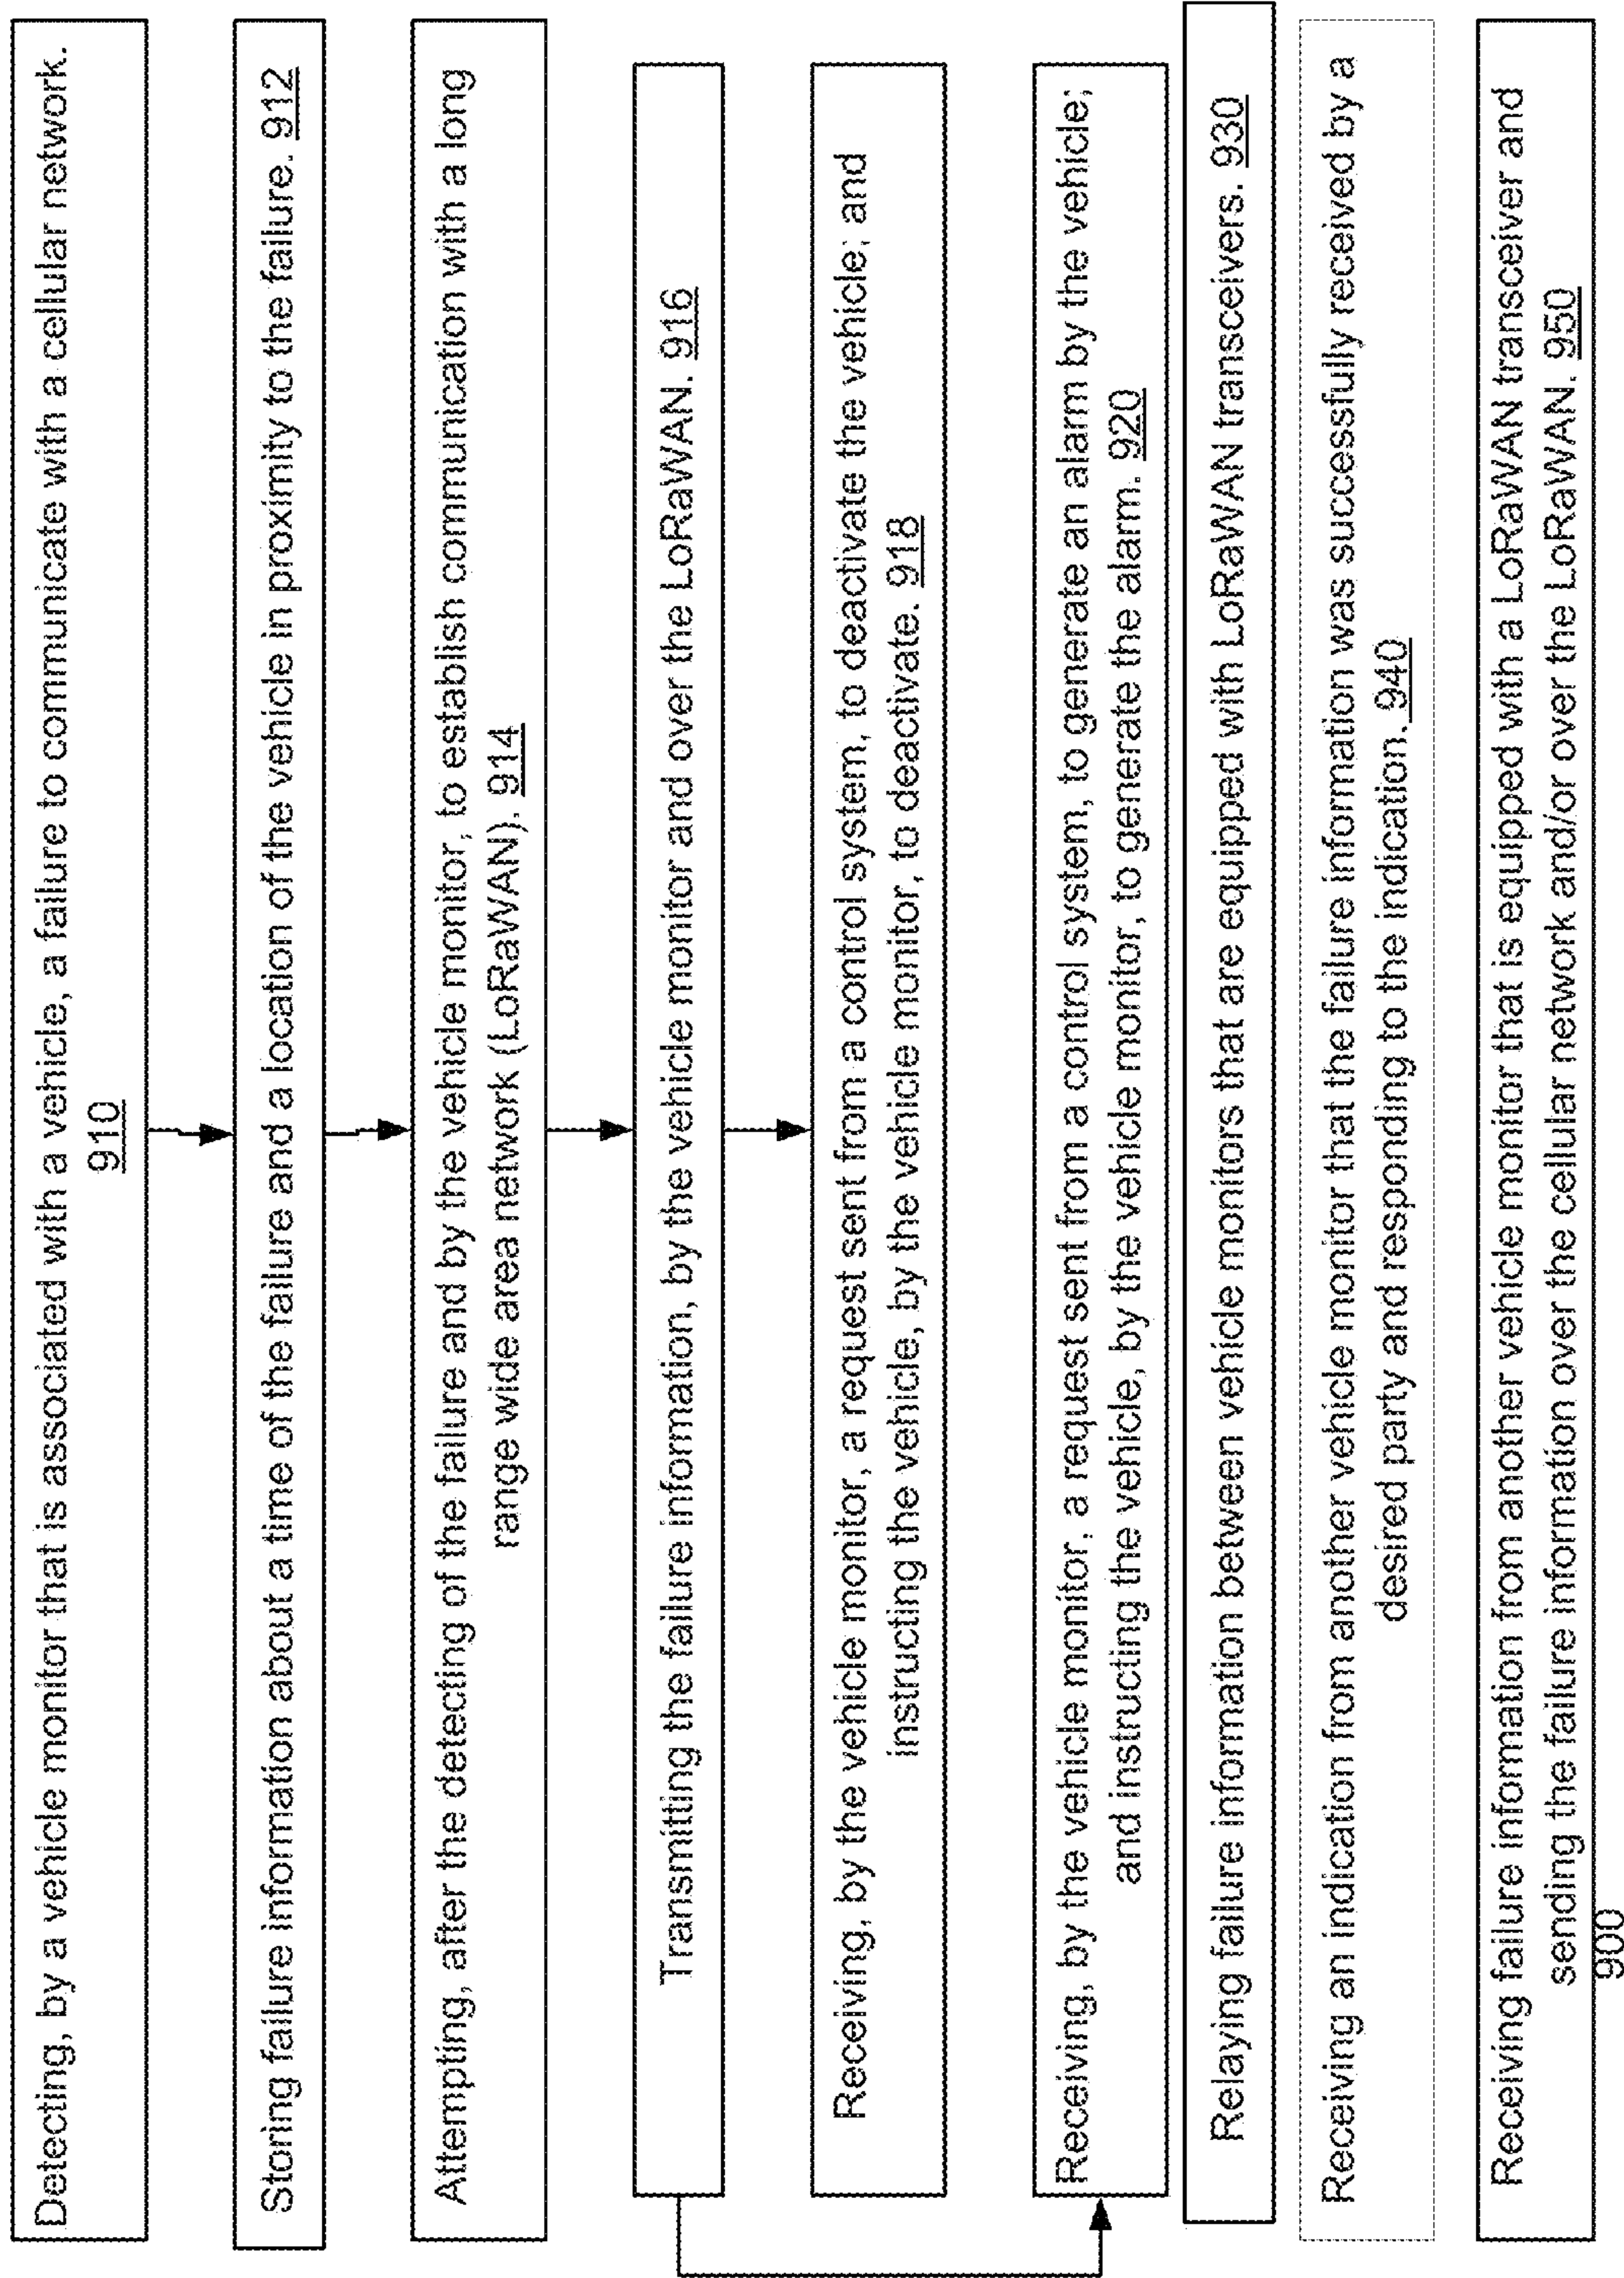 Detecting, by a vehicle monitor that is associated with a vehicle, a failure to communicate with a cellular network.
910
Storing failure information about a time of the failure and a location of the vehicle in proximity to the failure. 912
Attempting, after the detecting of the failure and by the vehicle monitor, to establish communication with a long
range wide area network (LoRaWAN). 914
Transmitting the failure information, by the vehicle monitor and over the LoRaWAN. 916
Receiving, by the vehicle monitor, a request sent from a control system, to deactivate the vehicle; and
instructing the vehicle, by the vehicle monitor, to deactivate. 918
Receiving, by the vehicle monitor, a request sent from a control system, to generate an alarm by the vehicle;
and instructing the vehicle, by the vehicle monitor, to generate the alarm. 920
Relaying failure information between vehicle monitors that are equipped with LoRaWAN transceivers. 930
Receiving an indication from another vehicle monitor that the failure information was successfully received by a
desired party and responding to the indication. 940
Receiving failure information from another vehicle monitor that is equipped with a LoRaWAN transceiver and
sending the failure information over the cellular network and/or over the LoRaWAN. 950
900